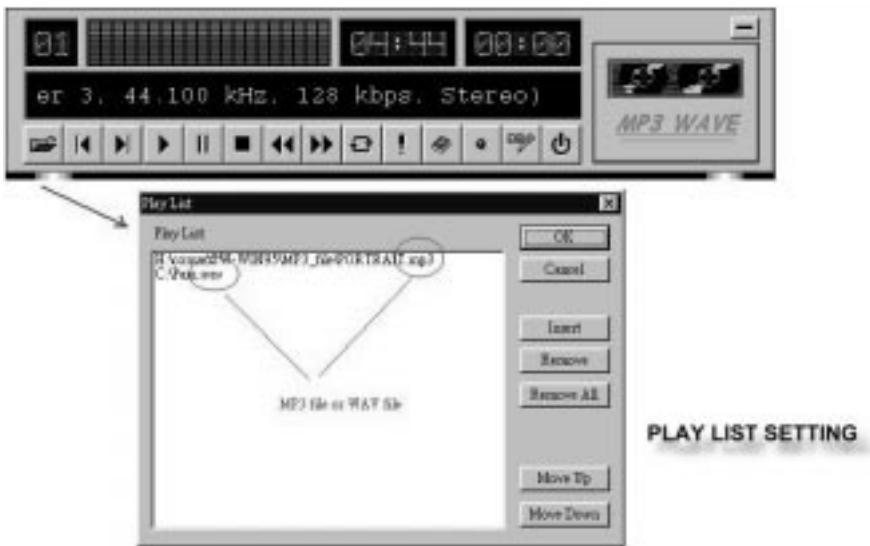 01 04:44 00:00
er 3, 44.100 kHz, 128 kbps, Stereo)
MP3 WAVE
DSP
Play List
Play List
OK
.mp3
C:\ .wav
Cancel
Insert
Remove
Remove All
MP3 file or WAV file
PLAY LIST SETTING
Move Up
Move Down